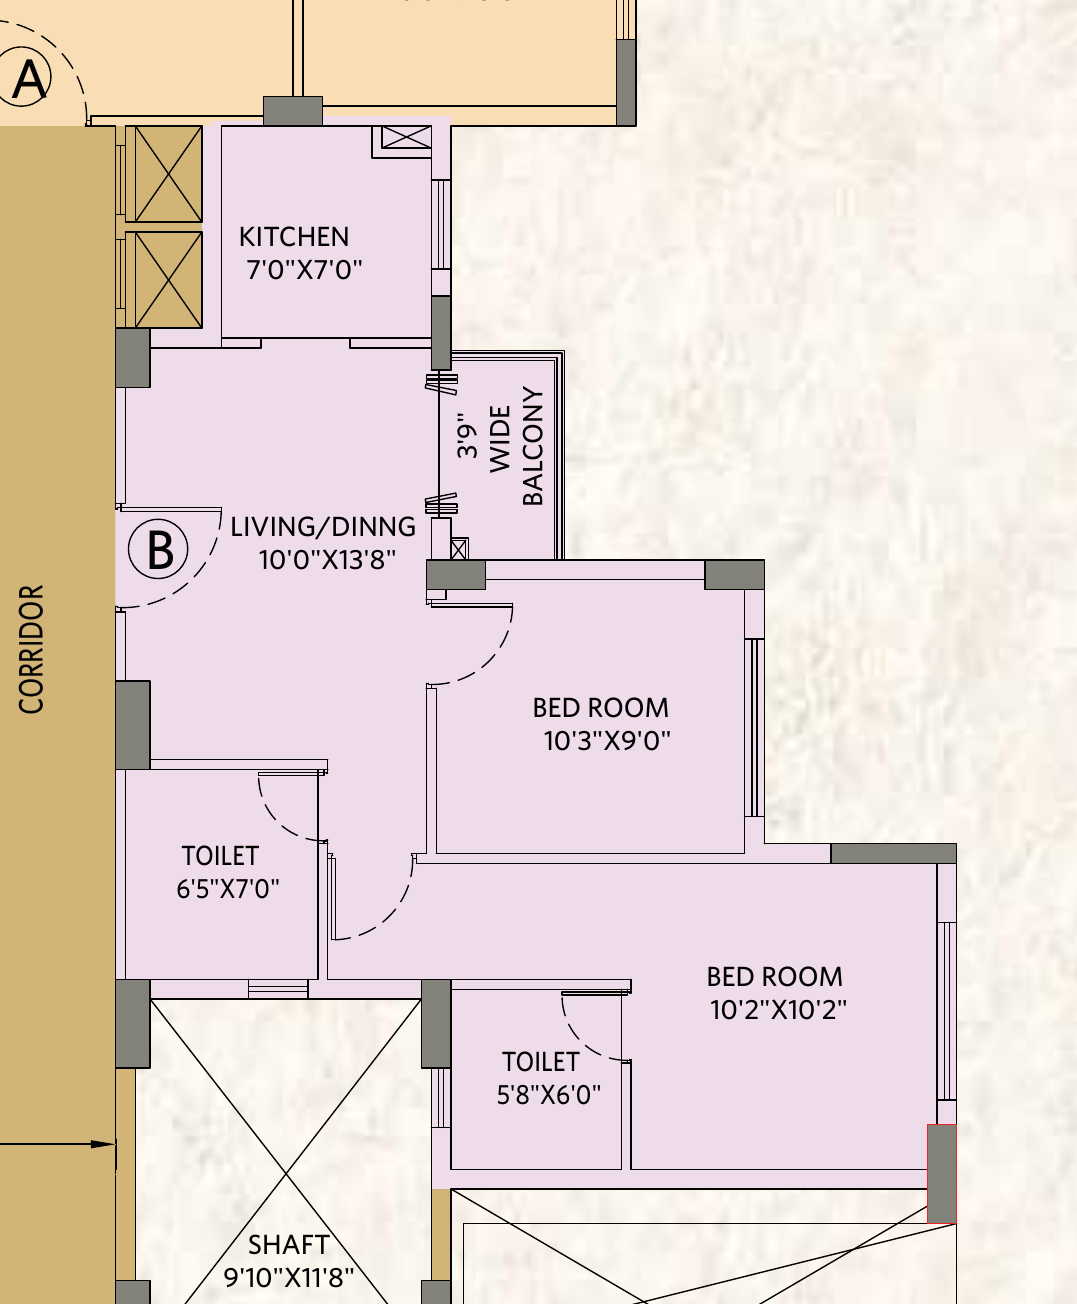 A
KITCHEN
7'0"X7'0"
3'9"
WIDE
BALCONY
LIVING/DINNG
10'0"X13'8"
B
CORRIDOR
BED ROOM
10'3"X9'0"
TOILET
6'5"X7'0"
BED ROOM
10'2"X10'2"
TOILET
5'8"X6'0"
SHAFT
9'10"X11'8"